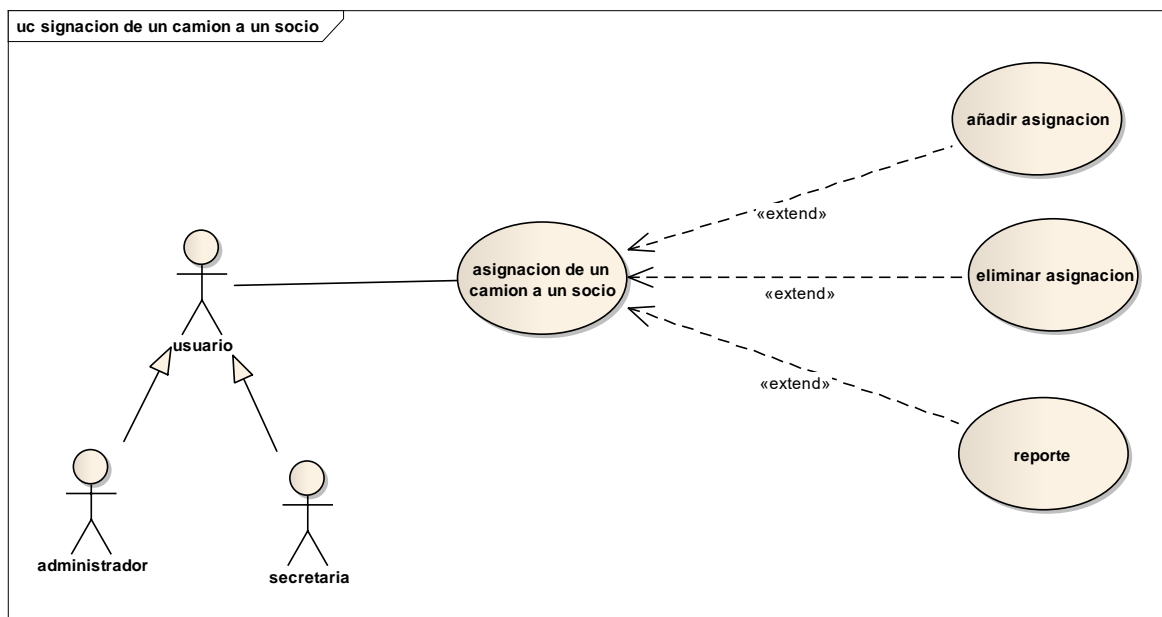 uc signacion de un camion a un socio
añadir asignacion
«extend»
asignacion de un
camion a un socio
eliminar asignacion
«extend»
usuario
«extend»
reporte
administrador
secretaria